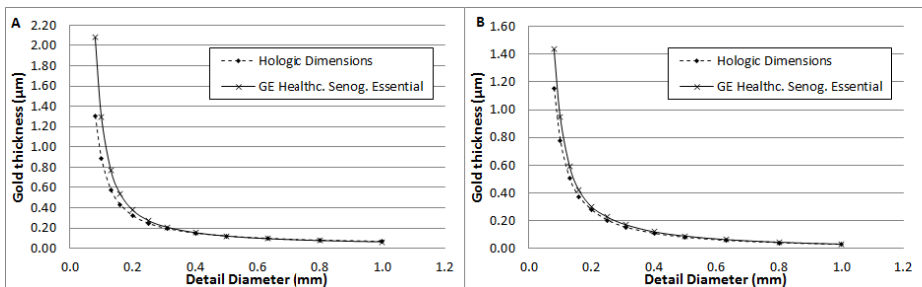 A
2.20
2.00
1.80
1.60
1.40
1.20
1.00
0.80
0.60
0.40
0.20
0.00
Gold thickness (µm)
Hologic Dimensions
GE Healthc. Senog. Essential
0.0 0.2 0.4 0.6 0.8 1.0 1.2
Detail Diameter (mm)
B
1.60
1.40
1.20
1.00
0.80
0.60
0.40
0.20
0.00
Gold thickness (µm)
Hologic Dimensions
GE Healthc. Senog. Essential
0.0 0.2 0.4 0.6 0.8 1.0 1.2
Detail Diameter (mm)